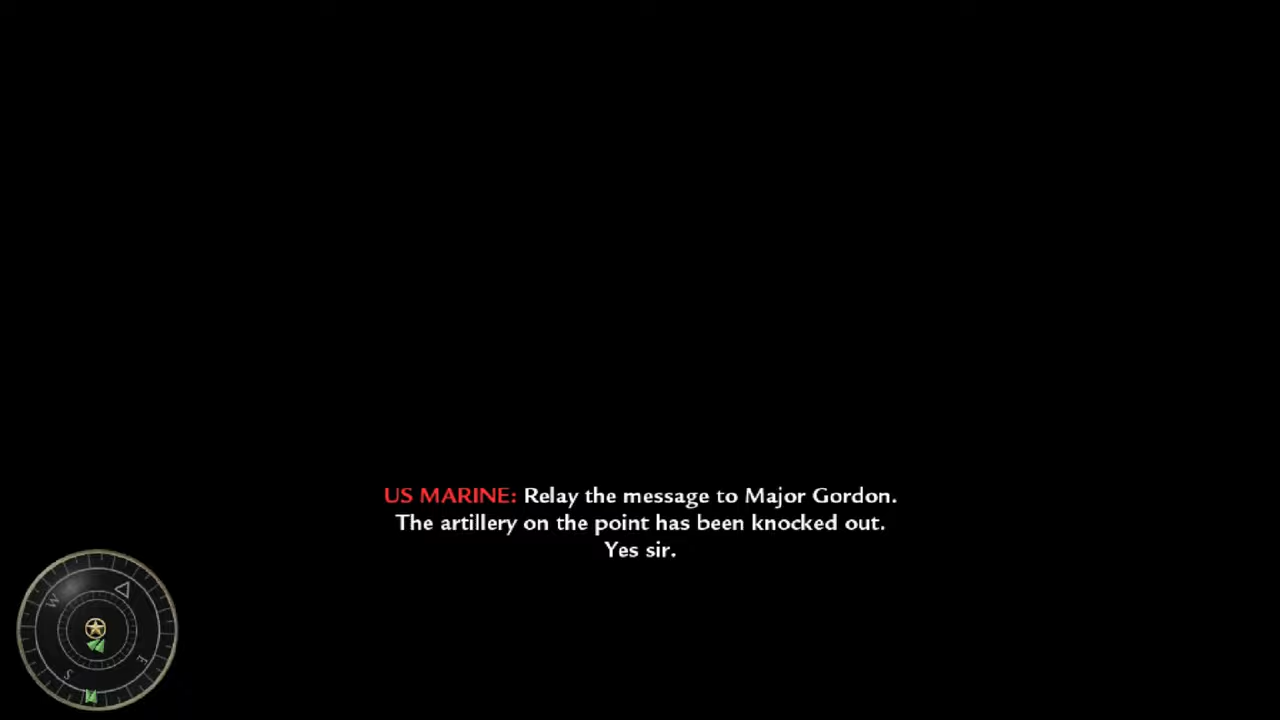 US MARINE: Relay the message to Major Gordon.
The artillery on the point has been knocked out.
Yes sir.
W
E
S